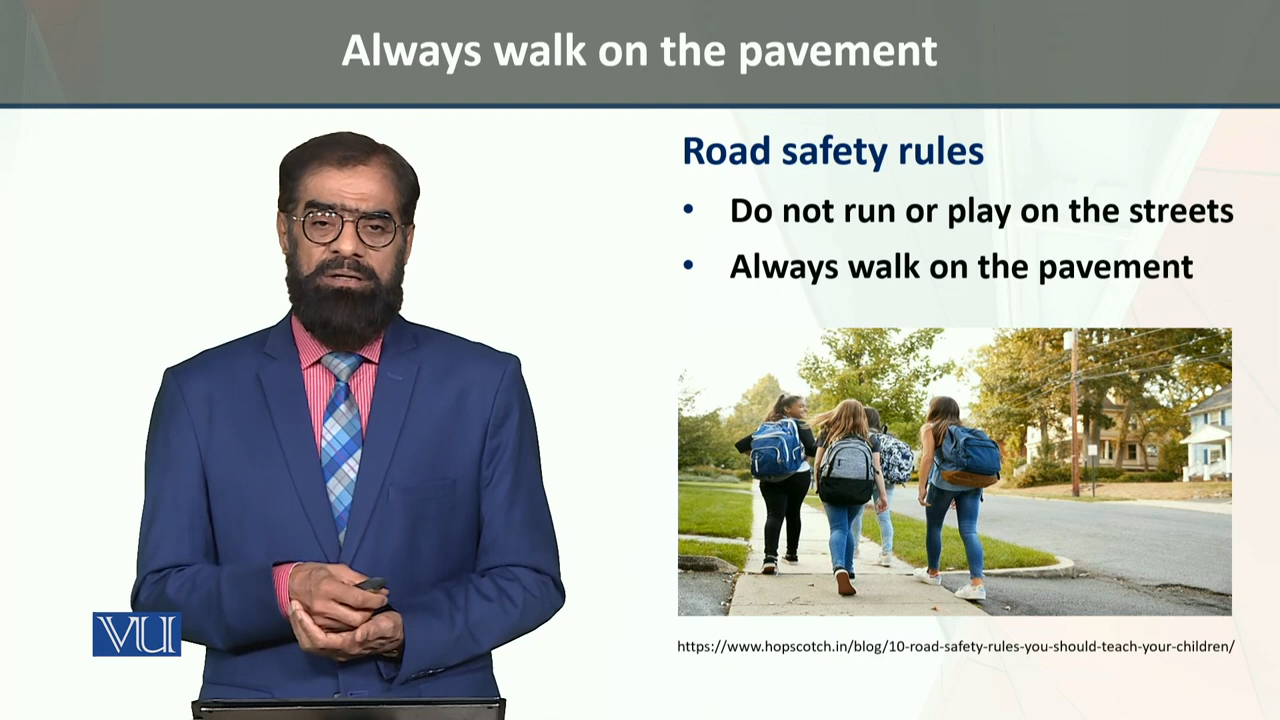 Always walk on the pavement
Road safety rules
• Do not run or play on the streets
• Always walk on the pavement
https://www.hopscotch.in/blog/10-road-safety-rules-you-should-teach-your-children/
VU